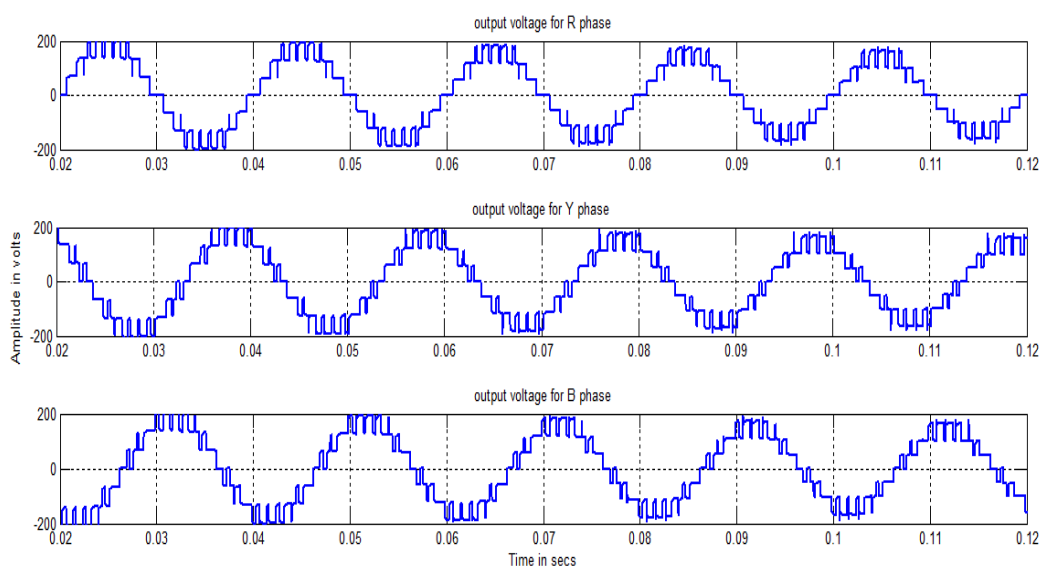 output voltage for R phase
200
0
-200
0.02 0.03 0.04 0.05 0.06 0.07 0.08 0.09 0.1 0.11 0.12
output voltage for Y phase
200
0
-200
0.02 0.03 0.04 0.05 0.06 0.07 0.08 0.09 0.1 0.11 0.12
Amplitude in volts
output voltage for B phase
200
0
-200
0.02 0.03 0.04 0.05 0.06 0.07 0.08 0.09 0.1 0.11 0.12
Time in secs